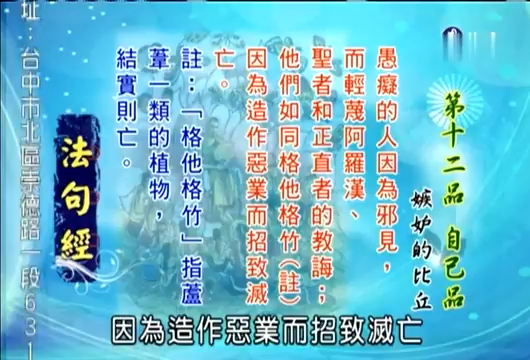 第十二品 自己品
嫉妒的比丘
愚癡的人因為邪見，
而輕蔑阿羅漢、
聖者和正直者的教誨；
他們如同格他格竹（註）
因為造作惡業而招致滅
亡。
註：「格他格竹」指蘆
葦一類的植物，
結實則亡。
法句經
址：台中市北區崇德路一段631
因為造作惡業而招致滅亡